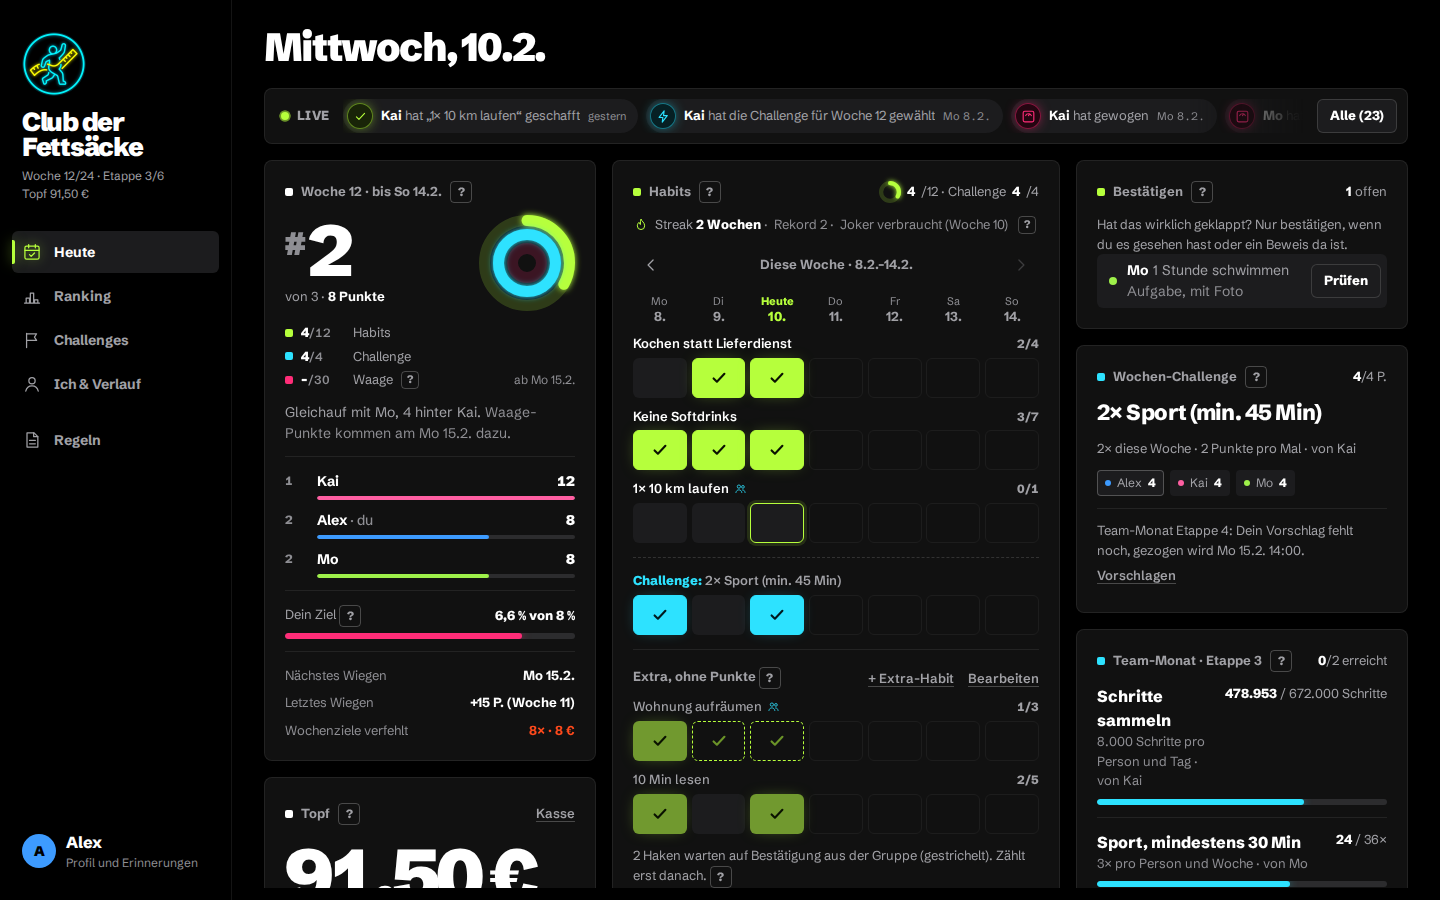 Club der
Fettsäcke
Woche 12/24 · Etappe 3/6
Topf 91,50 €
Heute
Ranking
Challenges
Ich & Verlauf
Regeln
A
Alex
Profil und Erinnerungen
Mittwoch, 10.2.
LIVE
Kai hat „1× 10 km laufen“ geschafft gestern
Kai hat die Challenge für Woche 12 gewählt Mo 8.2.
Kai hat gewogen Mo 8.2.
Mo
Alle (23)
Woche 12 · bis So 14.2. ?
#2
von 3 · 8 Punkte
4/12 Habits
4/4 Challenge
-/30 Waage ? ab Mo 15.2.
Gleichauf mit Mo, 4 hinter Kai. Waage-
Punkte kommen am Mo 15.2. dazu.
1 Kai 12
2 Alex · du 8
2 Mo 8
Dein Ziel ? 6,6 % von 8 %
Nächstes Wiegen Mo 15.2.
Letztes Wiegen +15 P. (Woche 11)
Wochenziele verfehlt 8× · 8 €
Topf ? Kasse
91,50 €
Habits ? 4 /12 · Challenge 4 /4
Streak 2 Wochen · Rekord 2 · Joker verbraucht (Woche 10) ?
Diese Woche · 8.2.–14.2.
Mo Di Heute Do Fr Sa So
8. 9. 10. 11. 12. 13. 14.
Kochen statt Lieferdienst 2/4
Keine Softdrinks 3/7
1× 10 km laufen 0/1
Challenge: 2× Sport (min. 45 Min)
Extra, ohne Punkte ? + Extra-Habit Bearbeiten
Wohnung aufräumen 1/3
10 Min lesen 2/5
2 Haken warten auf Bestätigung aus der Gruppe (gestrichelt). Zählt
erst danach. ?
Bestätigen ? 1 offen
Hat das wirklich geklappt? Nur bestätigen, wenn
du es gesehen hast oder ein Beweis da ist.
Mo 1 Stunde schwimmen
Aufgabe, mit Foto
Prüfen
Wochen-Challenge ? 4/4 P.
2× Sport (min. 45 Min)
2× diese Woche · 2 Punkte pro Mal · von Kai
Alex 4 Kai 4 Mo 4
Team-Monat Etappe 4: Dein Vorschlag fehlt
noch, gezogen wird Mo 15.2. 14:00.
Vorschlagen
Team-Monat · Etappe 3 ? 0/2 erreicht
Schritte
sammeln
478.953 / 672.000 Schritte
8.000 Schritte pro
Person und Tag ·
von Kai
Sport, mindestens 30 Min 24 / 36×
3× pro Person und Woche · von Mo